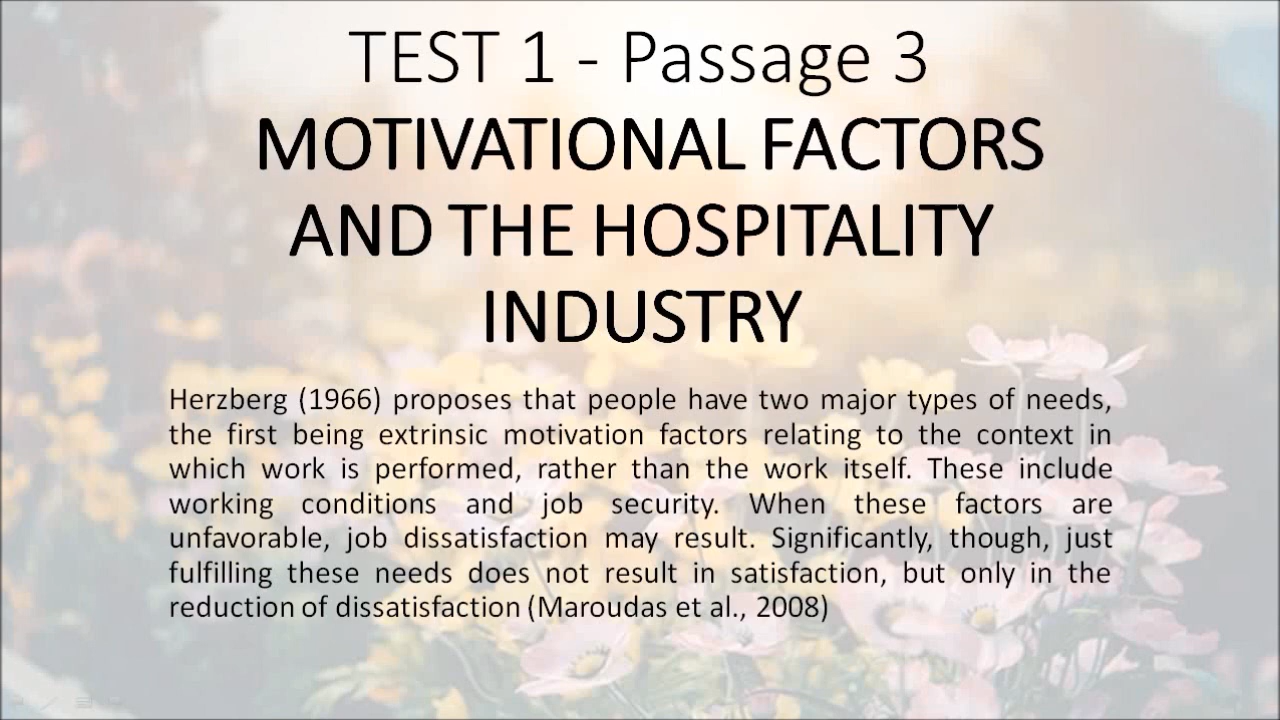 TEST 1 - Passage 3
MOTIVATIONAL FACTORS
AND THE HOSPITALITY
INDUSTRY
Herzberg (1966) proposes that people have two major types of needs,
the first being extrinsic motivation factors relating to the context in
which work is performed, rather than the work itself. These include
working conditions and job security. When these factors are
unfavorable, job dissatisfaction may result. Significantly, though, just
fulfilling these needs does not result in satisfaction, but only in the
reduction of dissatisfaction (Maroudas et al., 2008)